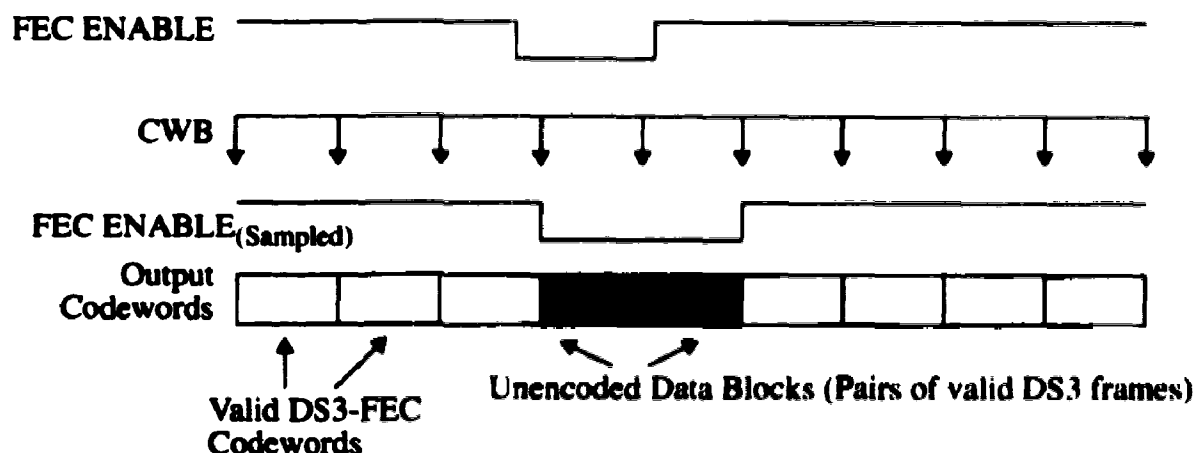 FEC ENABLE
CWB
FEC ENABLE(Sampled)
Output
Codewords
Unencoded Data Blocks (Pairs of valid DS3 frames)
Valid DS3-FEC
Codewords